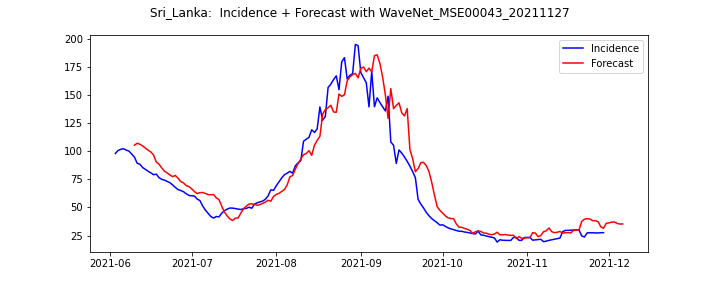 Sri_Lanka:  Incidence + Forecast with WaveNet_MSE00043_20211127
200
175
150
125
100
75
50
25
Incidence
Forecast
2021-06 2021-07 2021-08 2021-09 2021-10 2021-11 2021-12